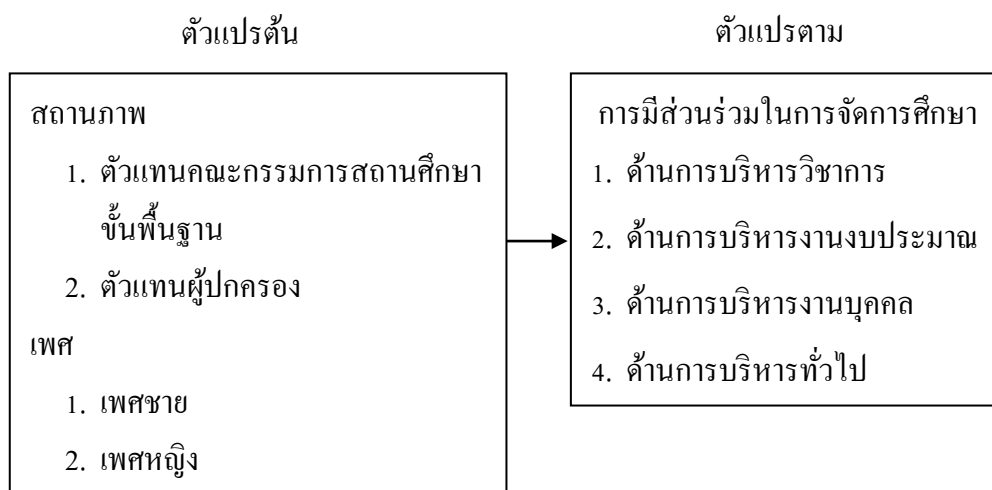 ตัวแปรต้น
สถานภาพ
1. ตัวแทนคณะกรรมการสถานศึกษา
ขั้นพื้นฐาน
2. ตัวแทนผู้ปกครอง
เพศ
1. เพศชาย
2. เพศหญิง
ตัวแปรตาม
การมีส่วนร่วมในการจัดการศึกษา
1. ด้านการบริหารวิชาการ
2. ด้านการบริหารงานงบประมาณ
3. ด้านการบริหารงานบุคคล
4. ด้านการบริหารทั่วไป